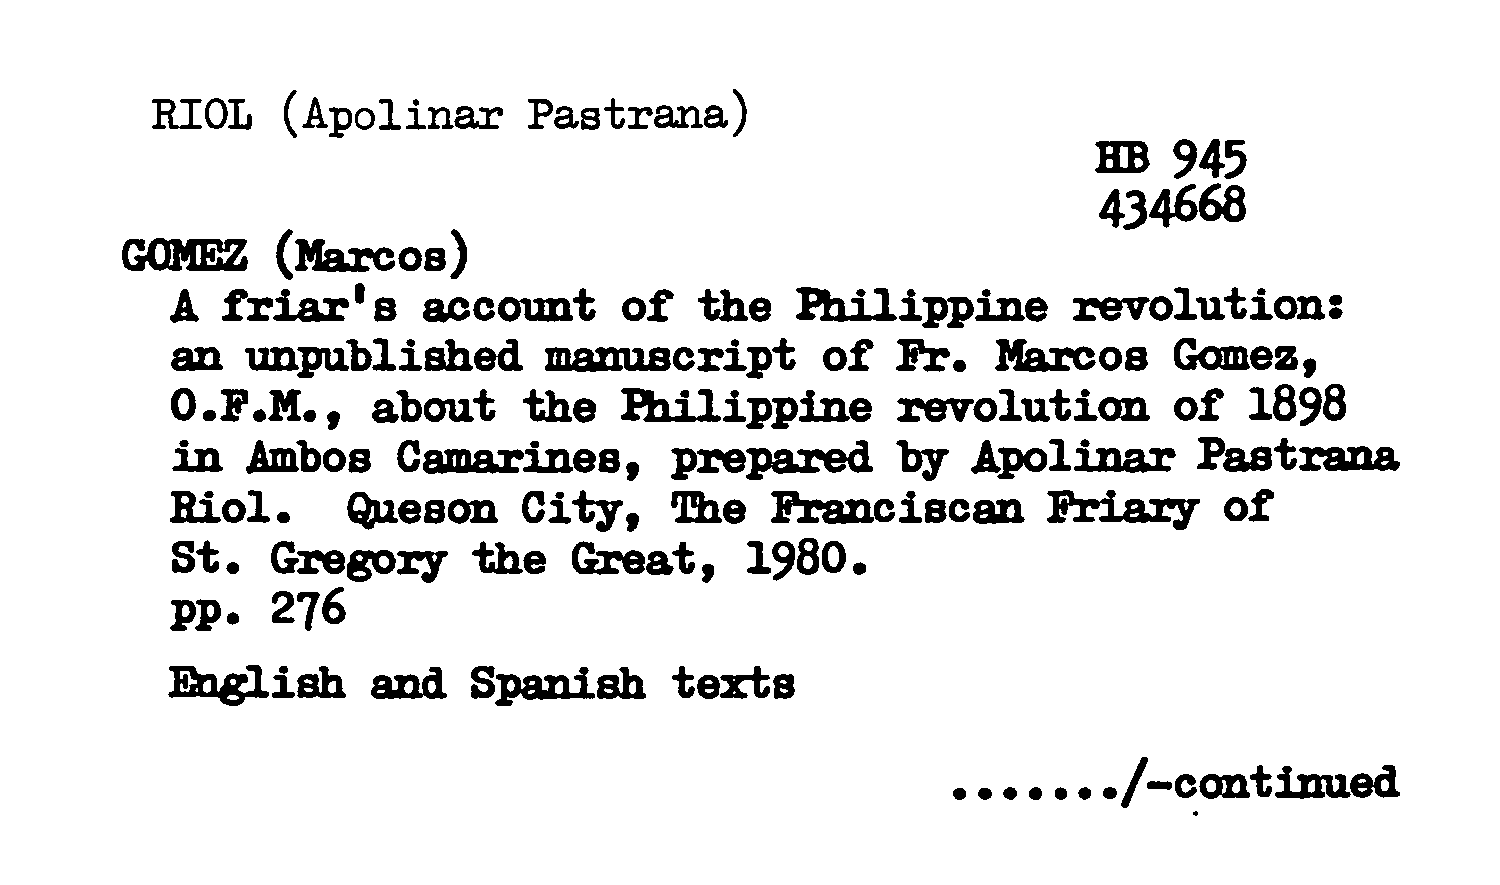 RIOL (Apolinar Pastrana)
HB 945
434668
GOMEZ (Marcos)
A friar's account of the Philippine revolution:
an unpublished manuscript of Fr. Marcos Gomez,
O.F.M., about the Philippine revolution of 1898
in Ambos Camarines, prepared by Apolinar Pastrana
Riol. Queson City, The Franciscan Friary of
St. Gregory the Great, 1980.
pp. 276
English and Spanish texts
......./-continued